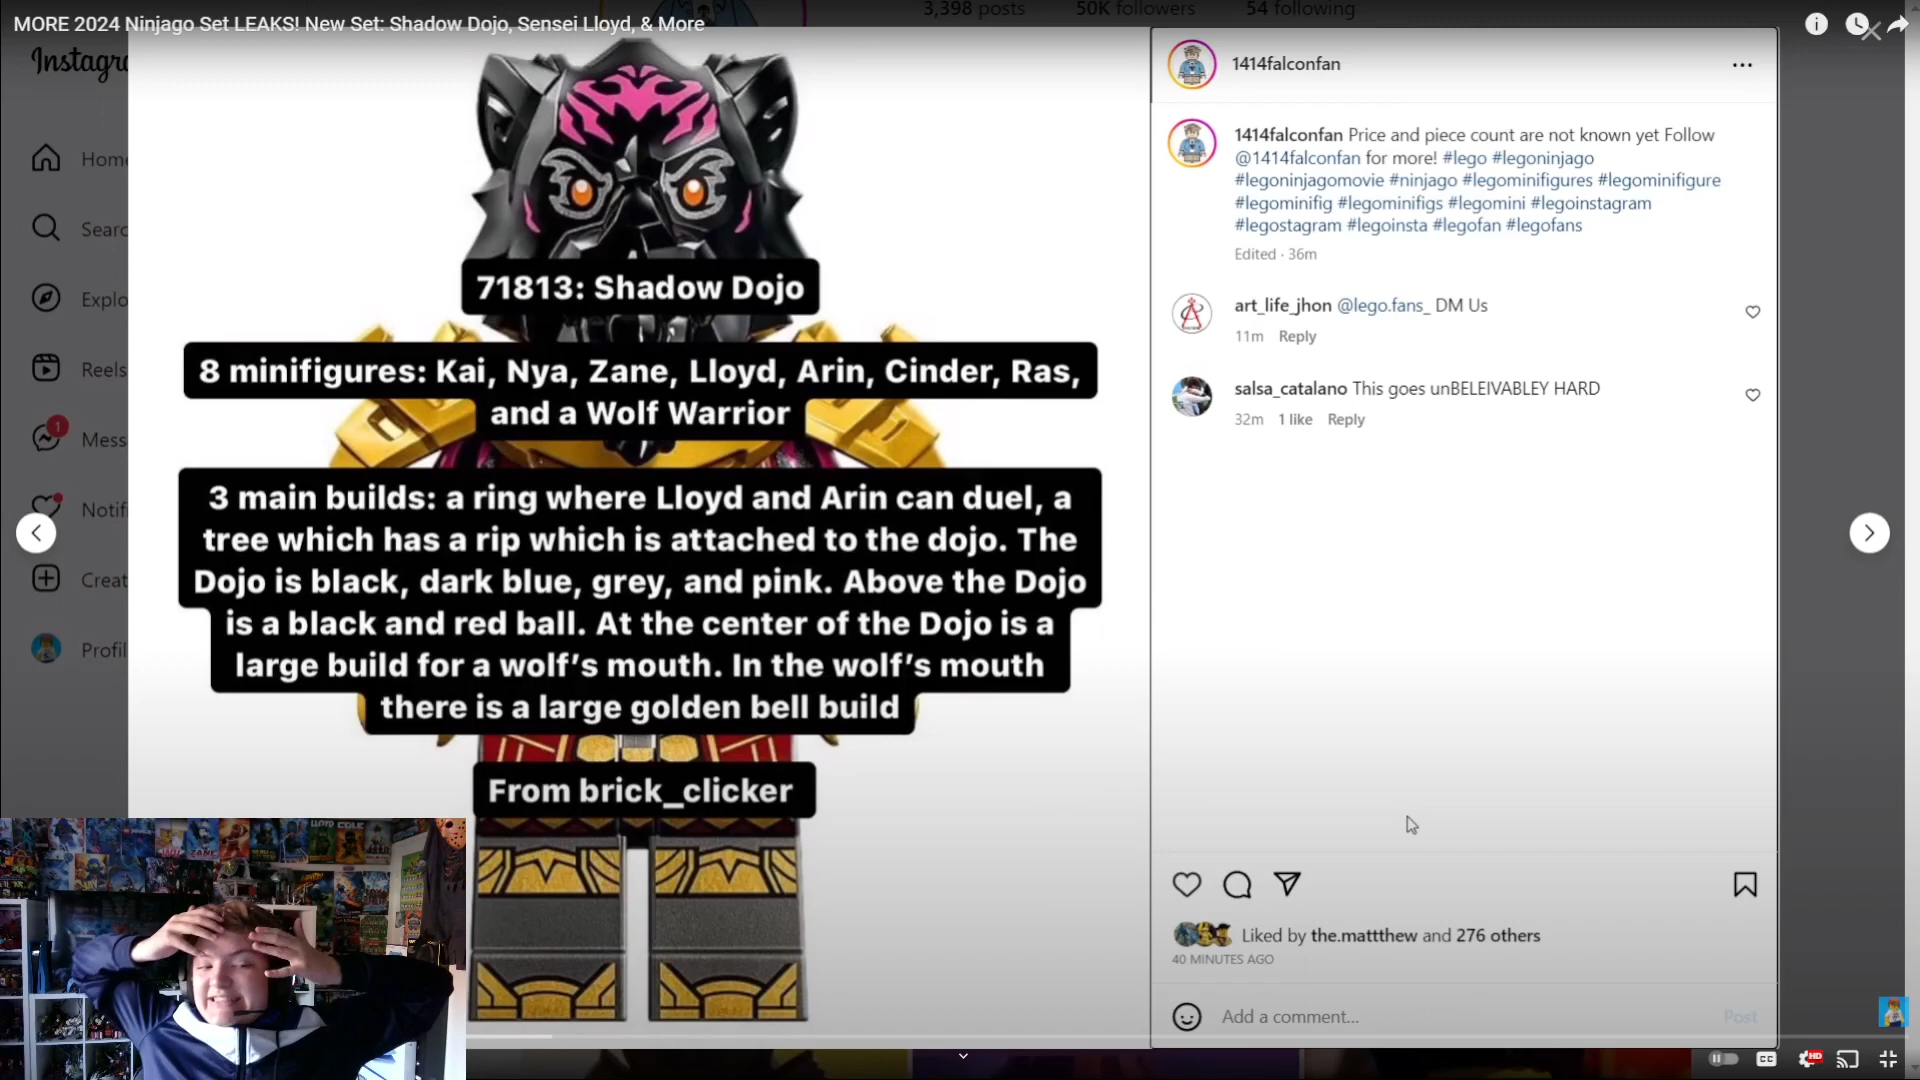 MORE 2024 Ninjago Set LEAKS! New Set: Shadow Dojo, Sensei Lloyd, & More
3,398 posts 50K followers 54 following
Home
Explo
Reels
Mess
1
Notifi
Creat
Profil
71813: Shadow Dojo
8 minifigures: Kai, Nya, Zane, Lloyd, Arin, Cinder, Ras,
and a Wolf Warrior
3 main builds: a ring where Lloyd and Arin can duel, a
tree which has a rip which is attached to the dojo. The
Dojo is black, dark blue, grey, and pink. Above the Dojo
is a black and red ball. At the center of the Dojo is a
large build for a wolf's mouth. In the wolf's mouth
there is a large golden bell build
From brick_clicker
1414falconfan
1414falconfan Price and piece count are not known yet Follow
@1414falconfan for more! #lego #legoninjago
#legoninjagomovie #ninjago #legominifigures #legominifigure
#legominifig #legominifigs #legomini #legoinstagram
#legostagram #legoinsta #legofan #legofans
Edited · 36m
art_life_jhon @lego.fans_ DM Us
11m Reply
salsa_catalano This goes unBELEIVABLEY HARD
32m 1 like Reply
Liked by the.mattthew and 276 others
40 MINUTES AGO
Add a comment...
Post
CC
HD